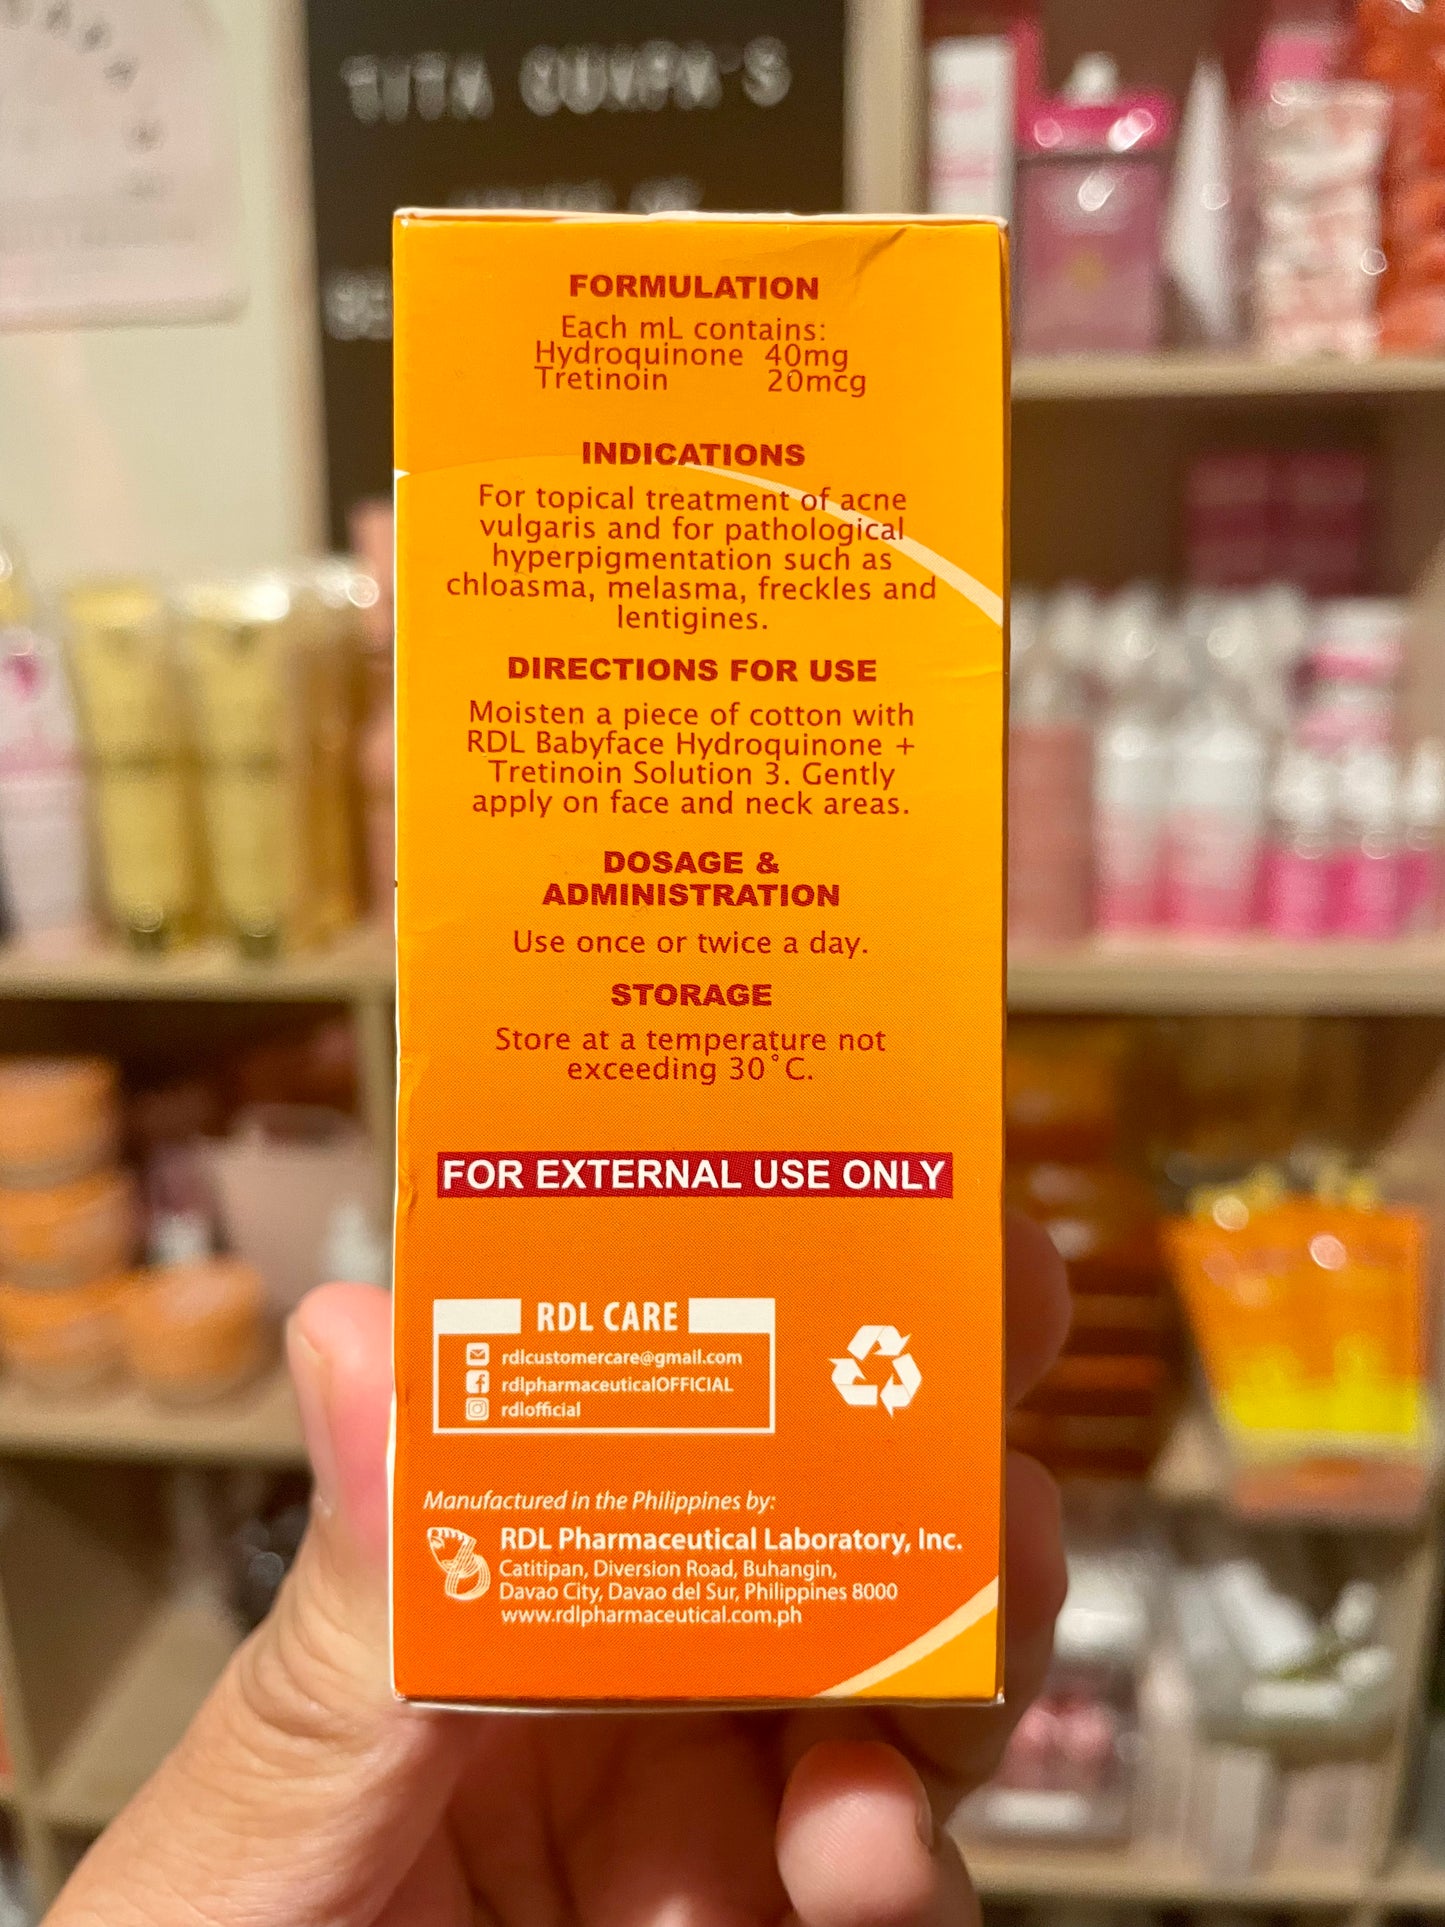 TITA GUAPA'S
FORMULATION
Each mL contains:
Hydroquinone 40mg
Tretinoin 20mcg
INDICATIONS
For topical treatment of acne
vulgaris and for pathological
hyperpigmentation such as
chloasma, melasma, freckles and
lentigines.
DIRECTIONS FOR USE
Moisten a piece of cotton with
RDL Babyface Hydroquinone +
Tretinoin Solution 3. Gently
apply on face and neck areas.
DOSAGE &
ADMINISTRATION
Use once or twice a day.
STORAGE
Store at a temperature not
exceeding 30˚C.
FOR EXTERNAL USE ONLY
RDL CARE
rdlcustomercare@gmail.com
rdlpharmaceuticalOFFICIAL
rdlofficial
Manufactured in the Philippines by:
RDL Pharmaceutical Laboratory, Inc.
Catitipan, Diversion Road, Buhangin,
Davao City, Davao del Sur, Philippines 8000
www.rdlpharmaceutical.com.ph